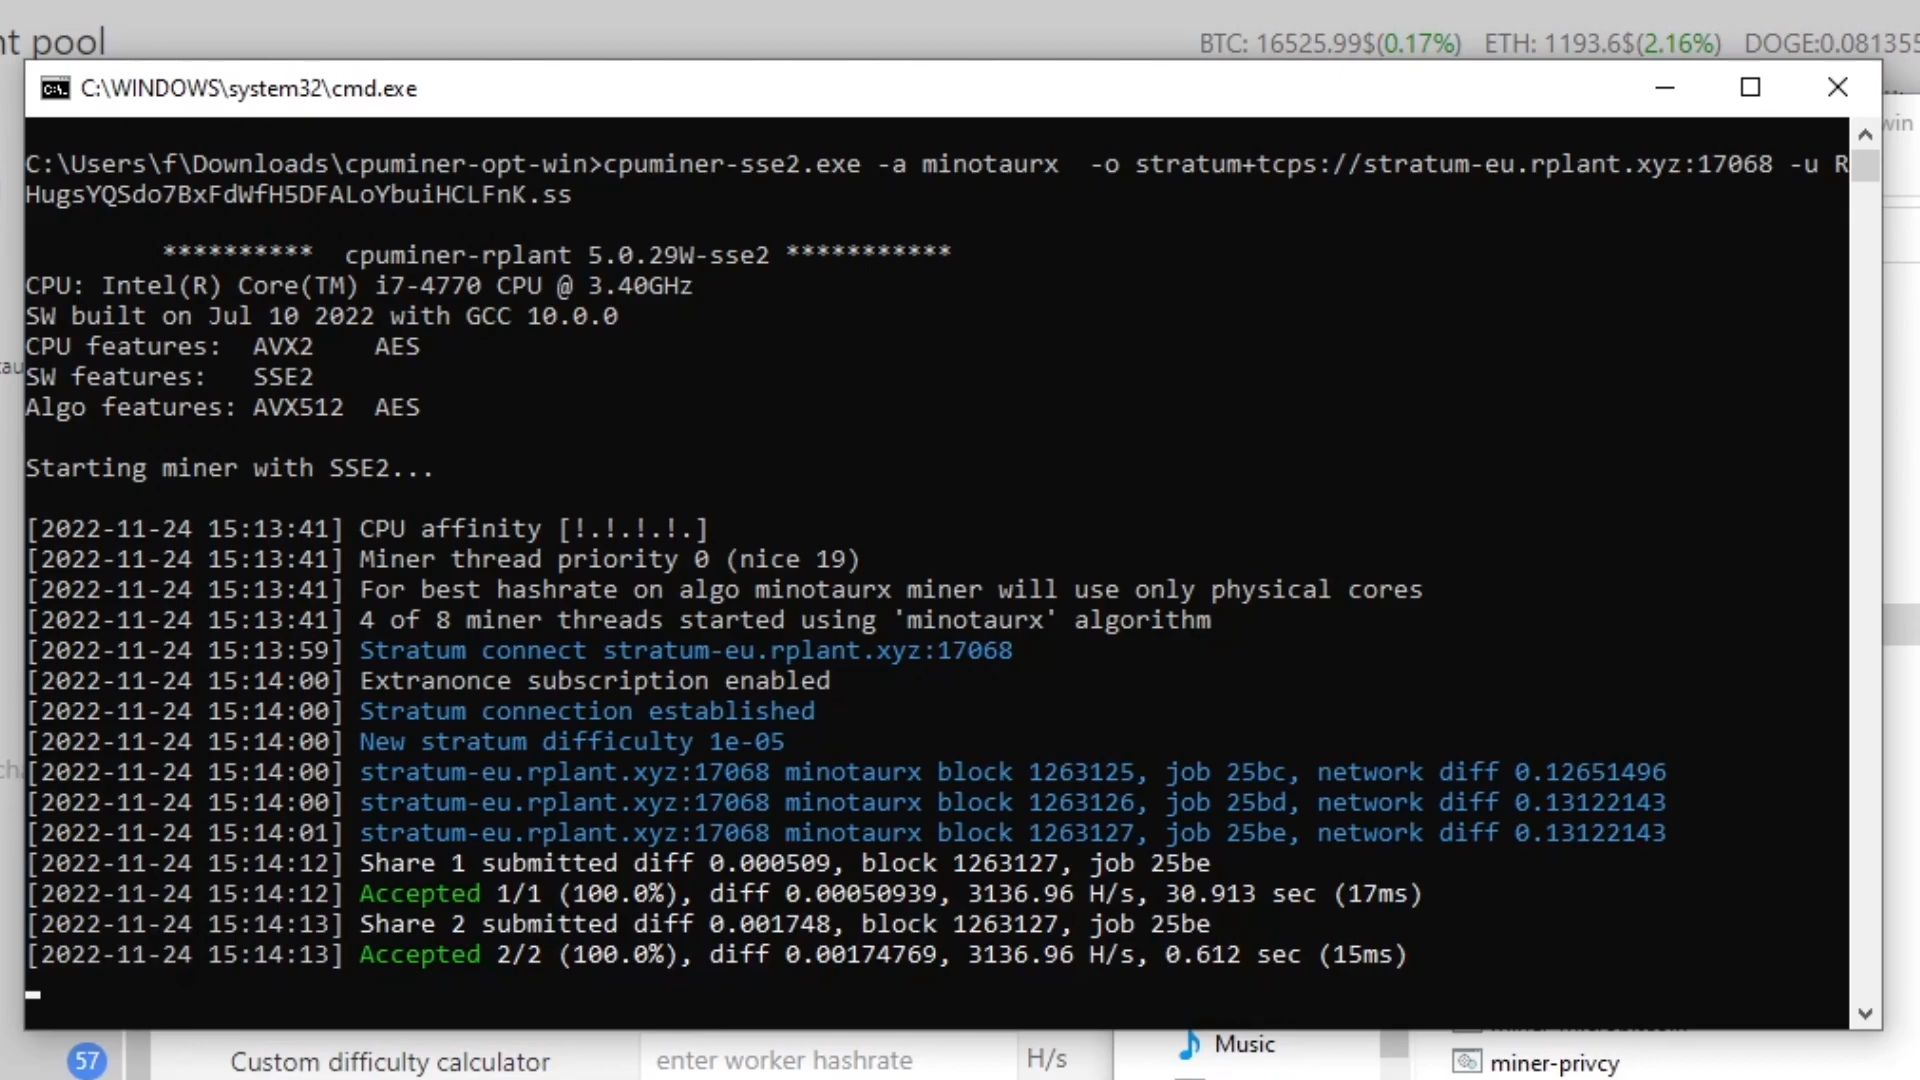 nt pool
BTC: 16525.99$(0.17%) ETH: 1193.6$(2.16%) DOGE:0.081355
C:\WINDOWS\system32\cmd.exe
win
C:\Users\f\Downloads\cpuminer-opt-win>cpuminer-sse2.exe -a minotaurx  -o stratum+tcps://stratum-eu.rplant.xyz:17068 -u R
HugsYQSdo7BxFdWfH5DFALoYbuiHCLFnK.ss
********** cpuminer-rplant 5.0.29W-sse2 ***********
CPU: Intel(R) Core(TM) i7-4770 CPU @ 3.40GHz
SW built on Jul 10 2022 with GCC 10.0.0
CPU features: AVX2 AES
SW features: SSE2
Algo features: AVX512 AES
Starting miner with SSE2...
[2022-11-24 15:13:41] CPU affinity [!.!.!.!.]
[2022-11-24 15:13:41] Miner thread priority 0 (nice 19)
[2022-11-24 15:13:41] For best hashrate on algo minotaurx miner will use only physical cores
[2022-11-24 15:13:41] 4 of 8 miner threads started using 'minotaurx' algorithm
[2022-11-24 15:13:59] Stratum connect stratum-eu.rplant.xyz:17068
[2022-11-24 15:14:00] Extranonce subscription enabled
[2022-11-24 15:14:00] Stratum connection established
[2022-11-24 15:14:00] New stratum difficulty 1e-05
[2022-11-24 15:14:00] stratum-eu.rplant.xyz:17068 minotaurx block 1263125, job 25bc, network diff 0.12651496
[2022-11-24 15:14:00] stratum-eu.rplant.xyz:17068 minotaurx block 1263126, job 25bd, network diff 0.13122143
[2022-11-24 15:14:01] stratum-eu.rplant.xyz:17068 minotaurx block 1263127, job 25be, network diff 0.13122143
[2022-11-24 15:14:12] Share 1 submitted diff 0.000509, block 1263127, job 25be
[2022-11-24 15:14:12] Accepted 1/1 (100.0%), diff 0.00050939, 3136.96 H/s, 30.913 sec (17ms)
[2022-11-24 15:14:13] Share 2 submitted diff 0.001748, block 1263127, job 25be
[2022-11-24 15:14:13] Accepted 2/2 (100.0%), diff 0.00174769, 3136.96 H/s, 0.612 sec (15ms)
57 Custom difficulty calculator enter worker hashrate H/s
Music
miner-privcy